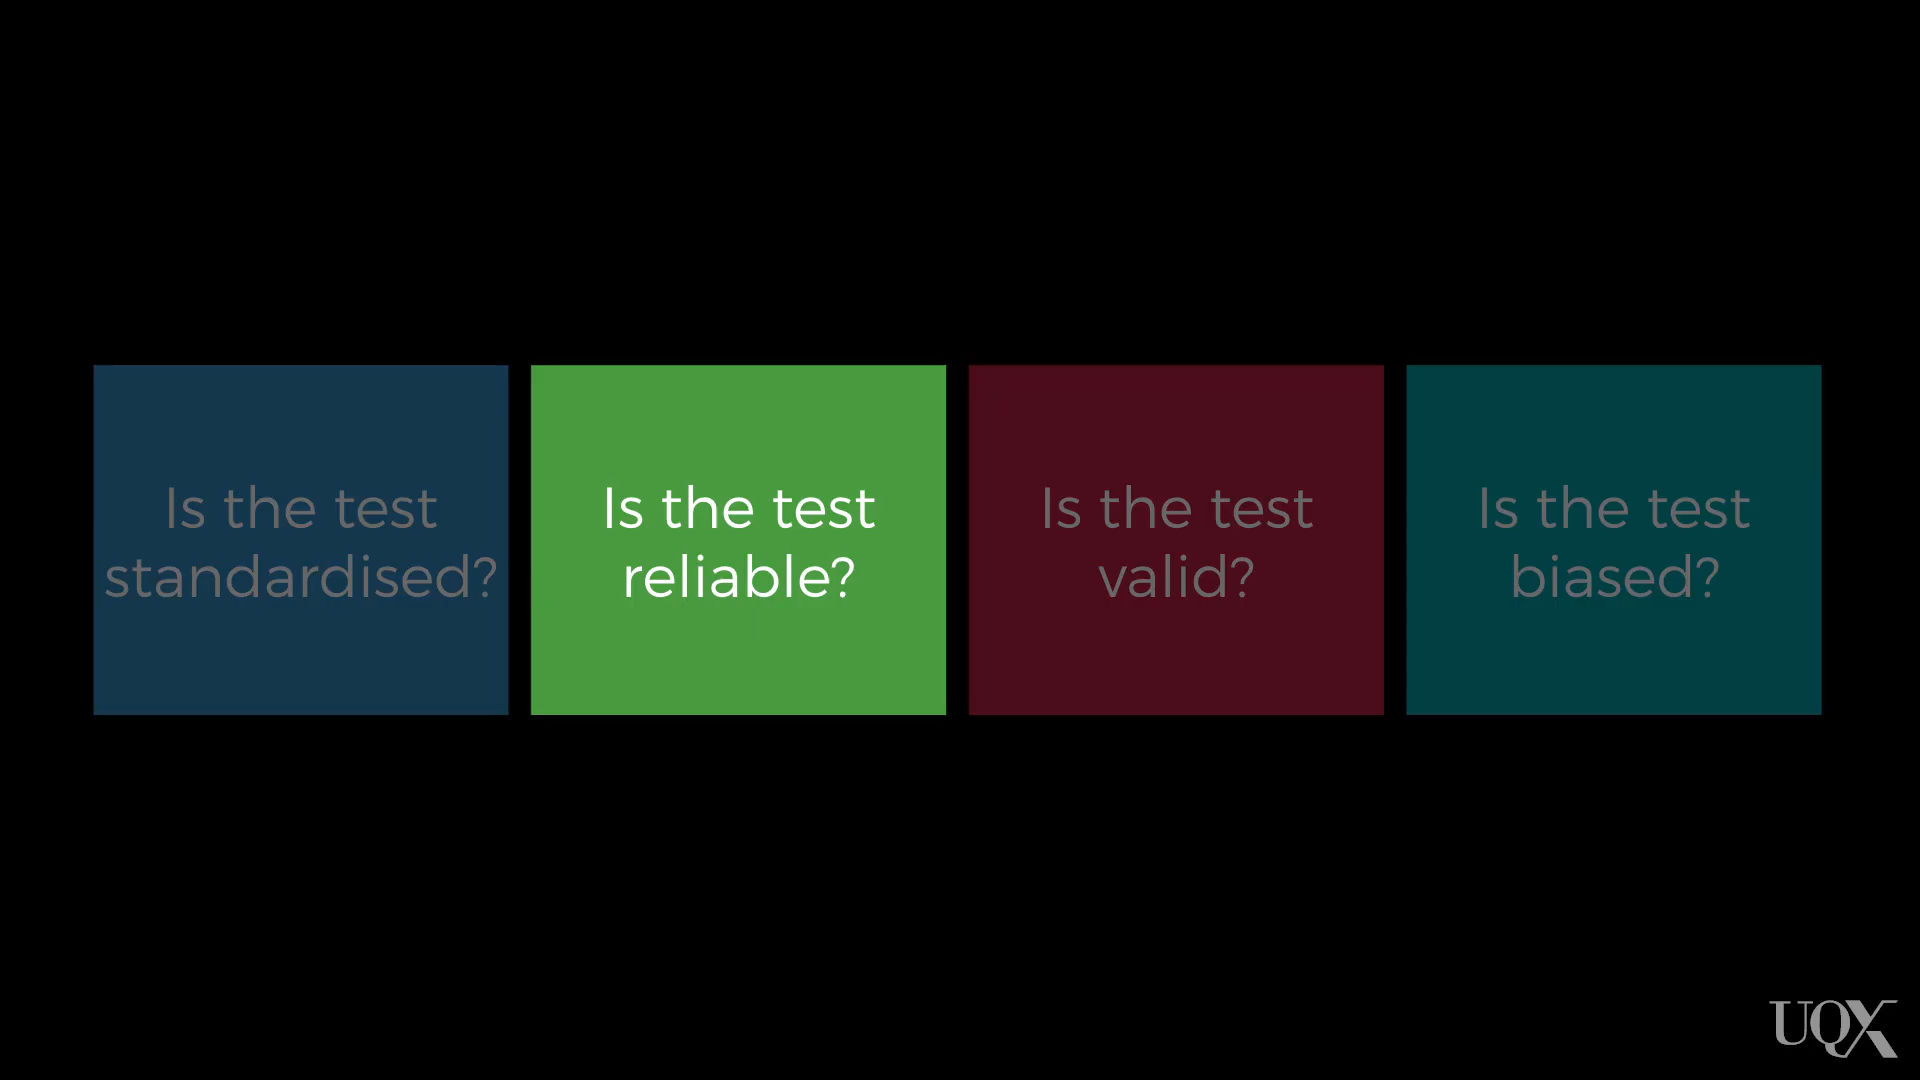 Is the test
standardised?
Is the test
reliable?
Is the test
valid?
Is the test
biased?
UQX